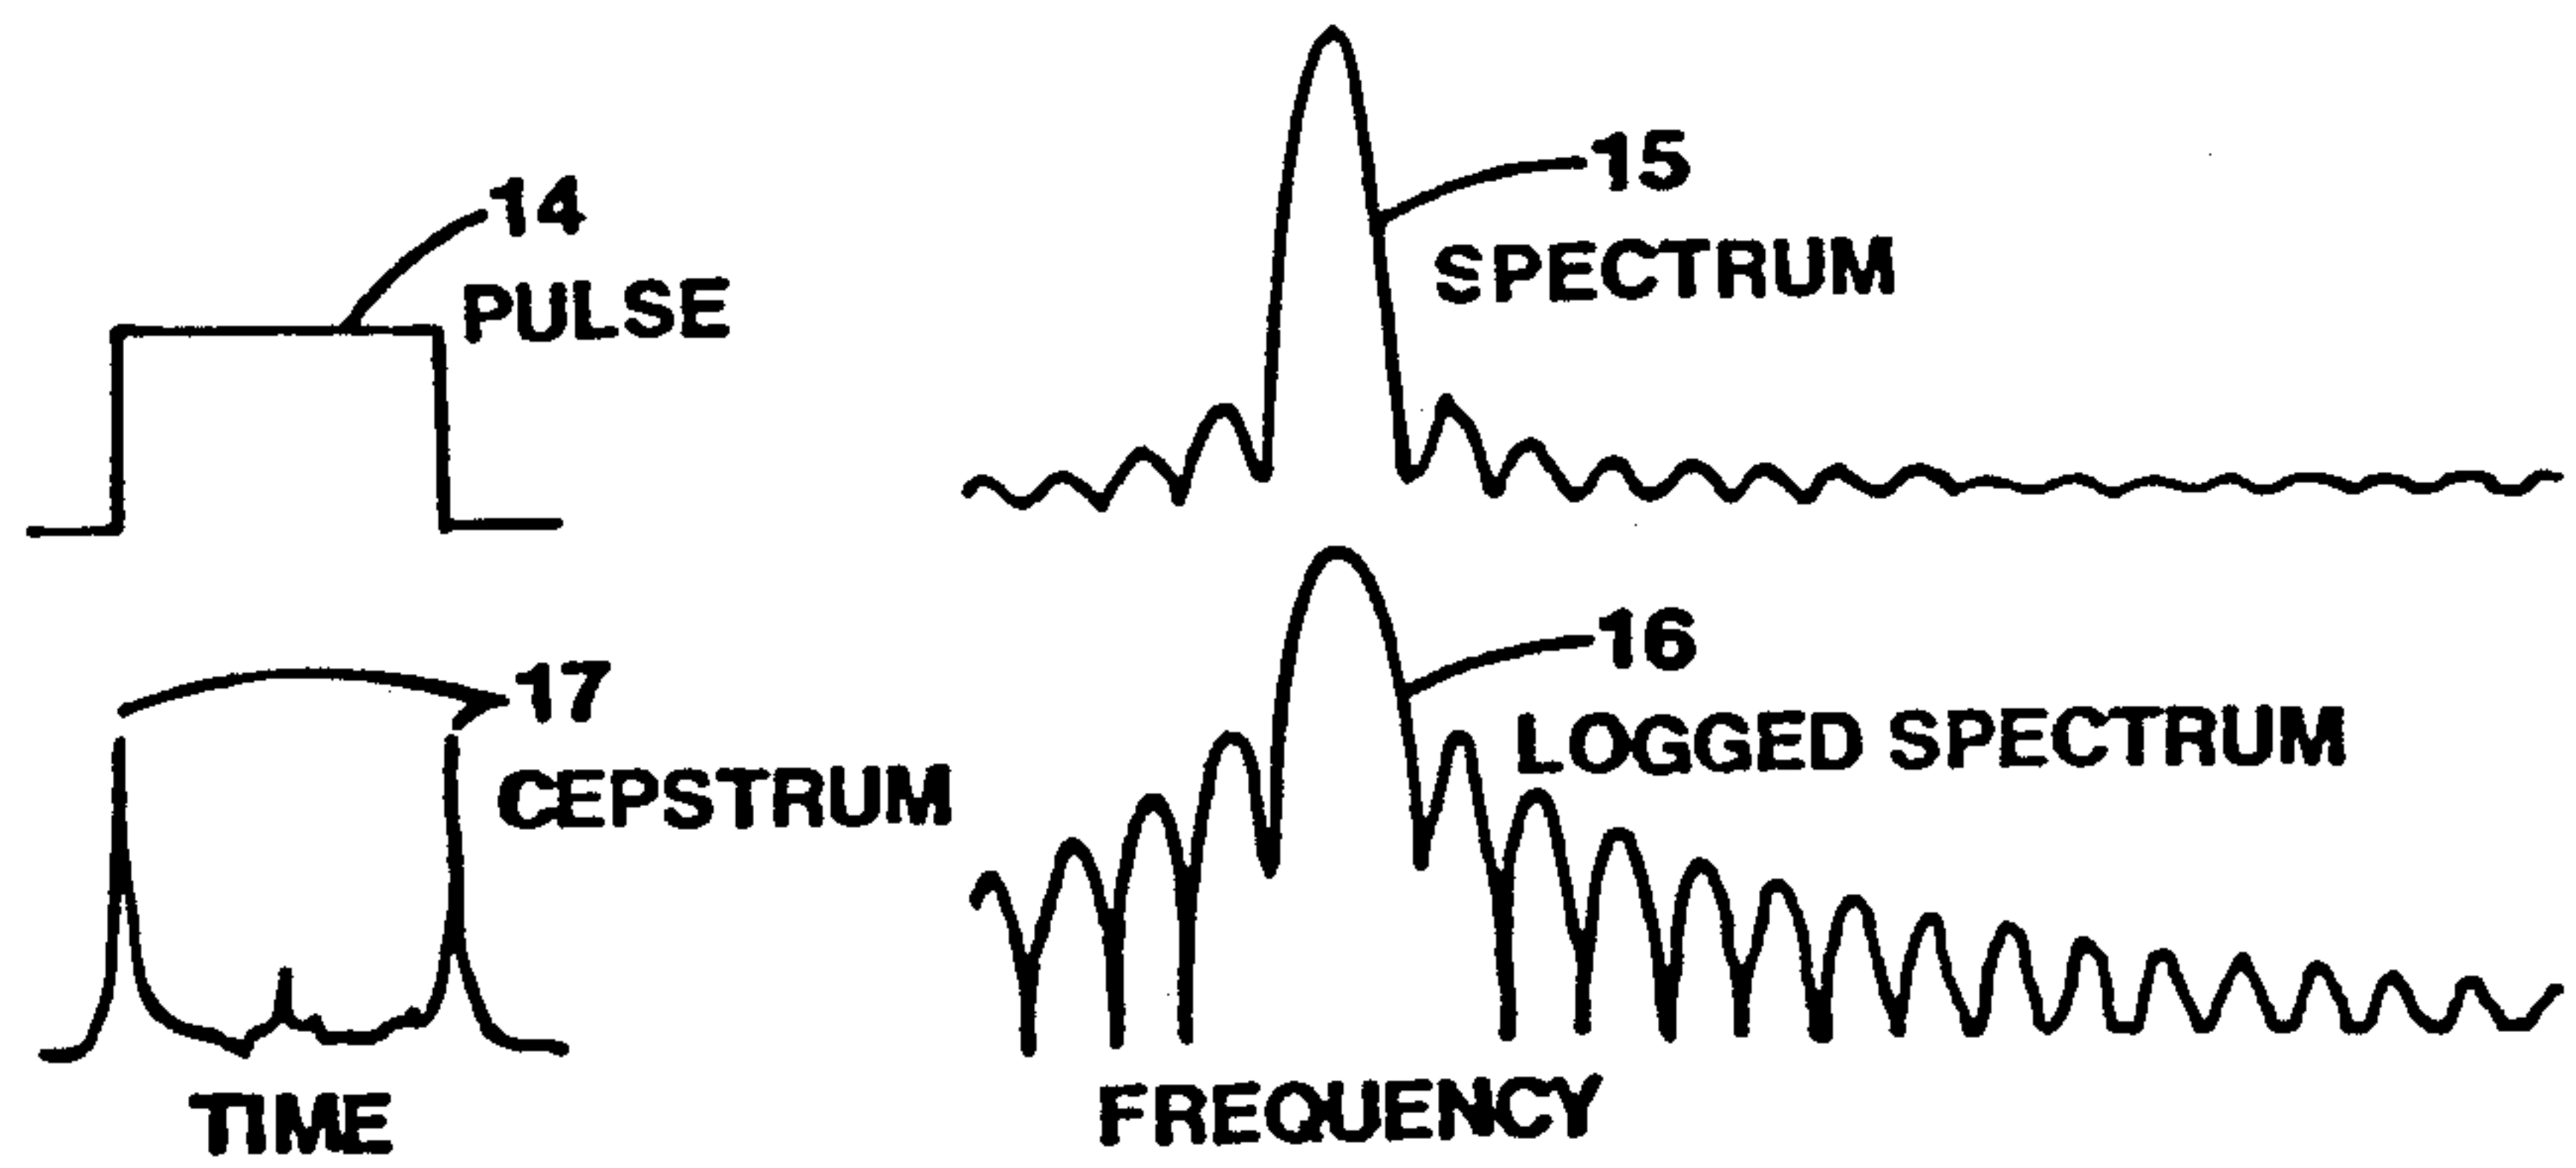 14
PULSE
15
SPECTRUM
17
CEPSTRUM
16
LOGGED SPECTRUM
TIME
FREQUENCY